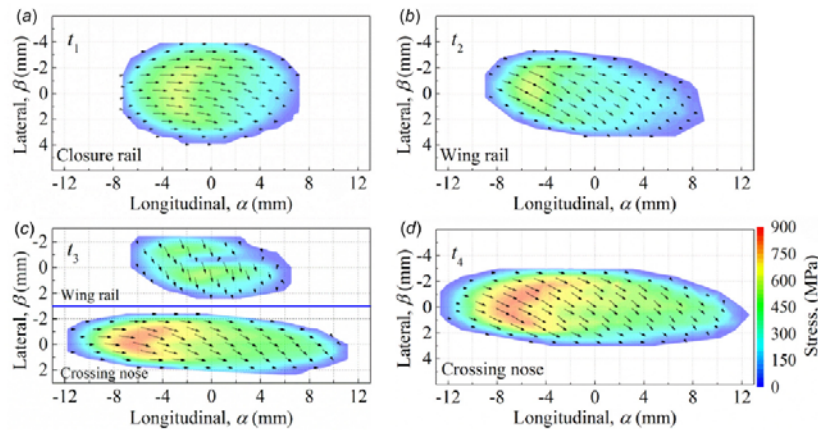 (a)
t1
Closure rail
Lateral, β (mm)
-4
-2
0
2
4
-12 -8 -4 0 4 8 12
Longitudinal, α (mm)
(b)
t2
Wing rail
Lateral, β (mm)
-4
-2
0
2
4
-12 -8 -4 0 4 8 12
Longitudinal, α (mm)
(c)
t3
Wing rail
Crossing nose
Lateral, β (mm)
-2
0
2
-2
0
2
-12 -8 -4 0 4 8 12
Longitudinal, α (mm)
(d)
t4
Crossing nose
Lateral, β (mm)
-4
-2
0
2
4
-12 -8 -4 0 4 8 12
Longitudinal, α (mm)
900
750
600
450
300
150
0
Stress, (MPa)